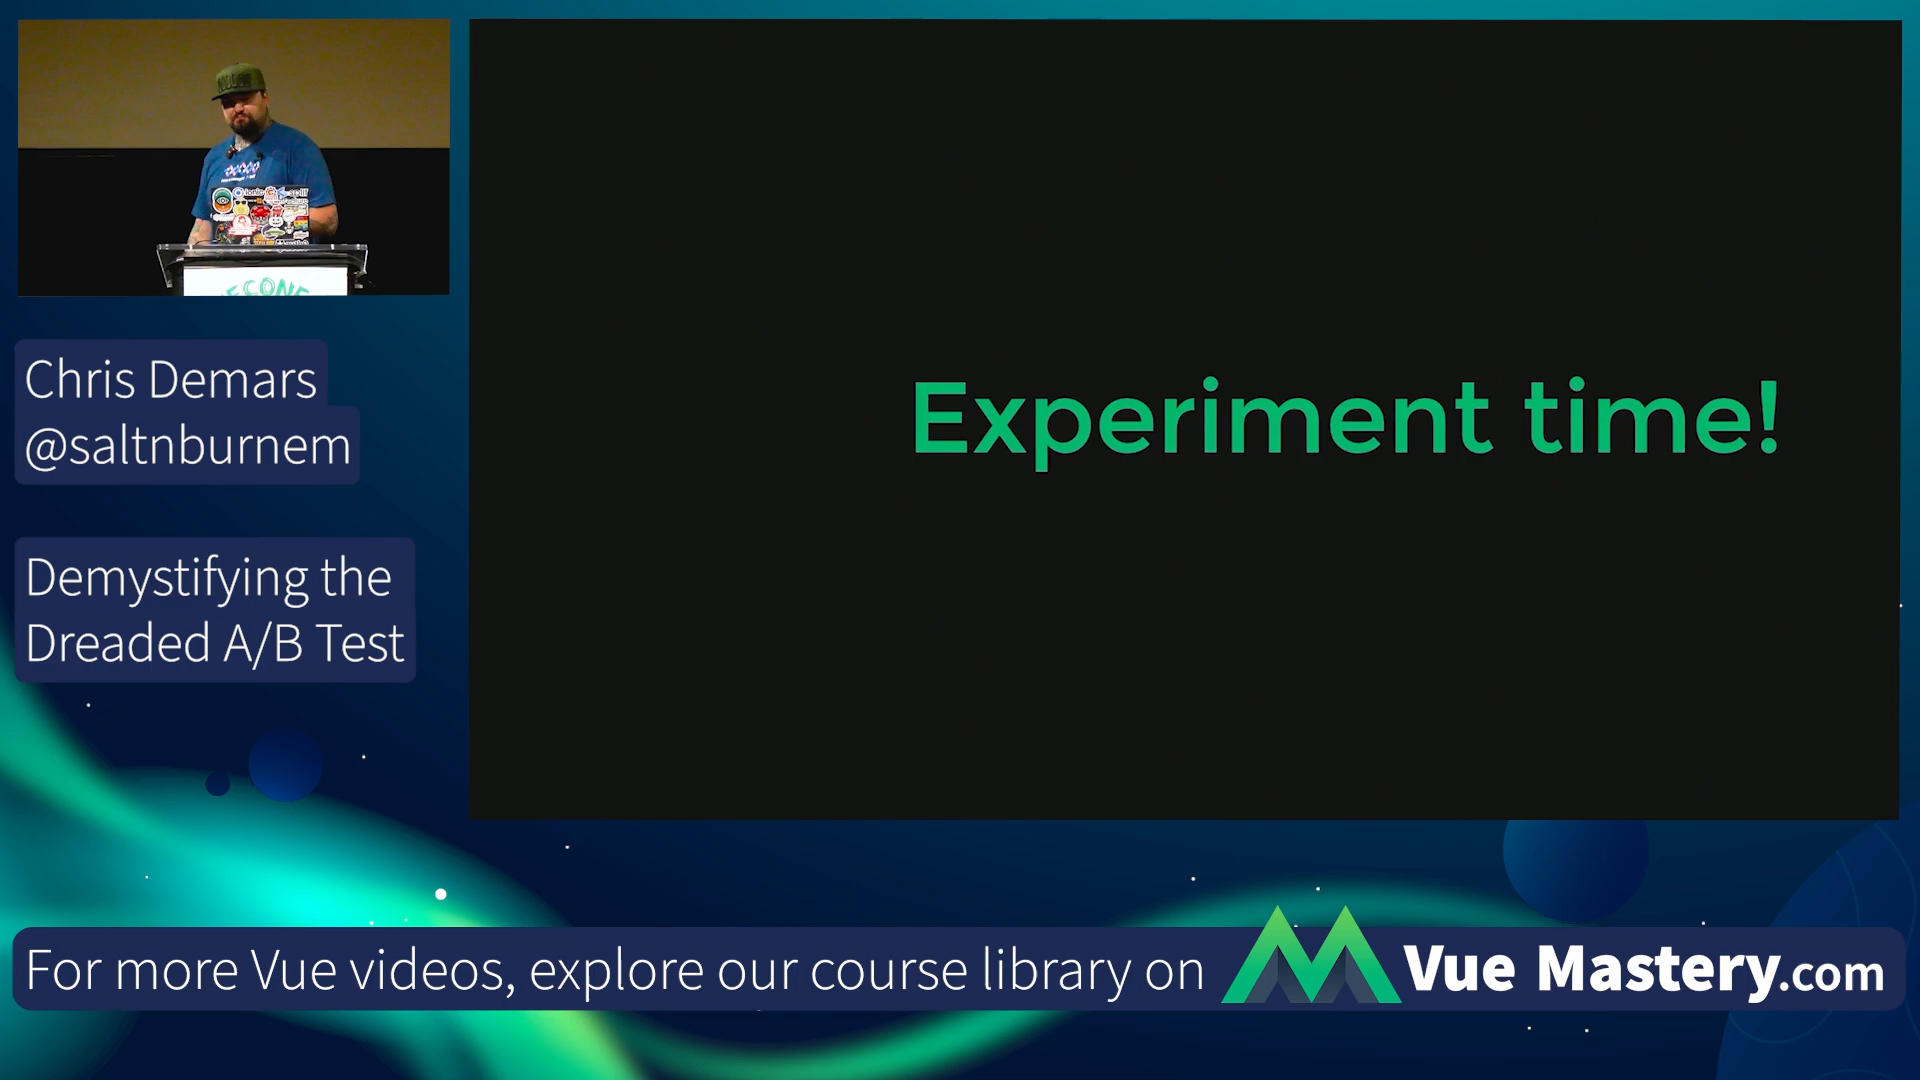 Experiment time!
Chris Demars
@saltnburnem
Demystifying the
Dreaded A/B Test
For more Vue videos, explore our course library on Vue Mastery.com